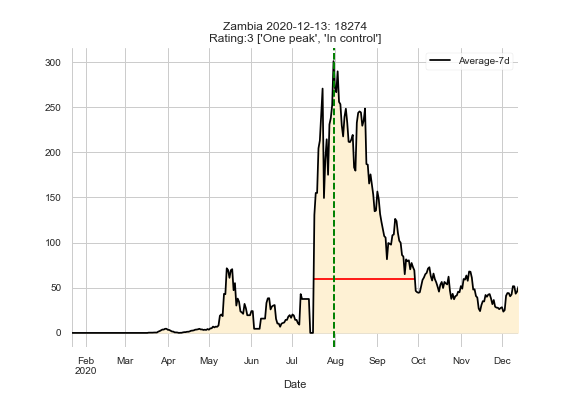 Zambia 2020-12-13: 18274
Rating:3 ['One peak', 'In control']
Average-7d
300
250
200
150
100
50
0
Feb Mar Apr May Jun Jul Aug Sep Oct Nov Dec
2020
Date